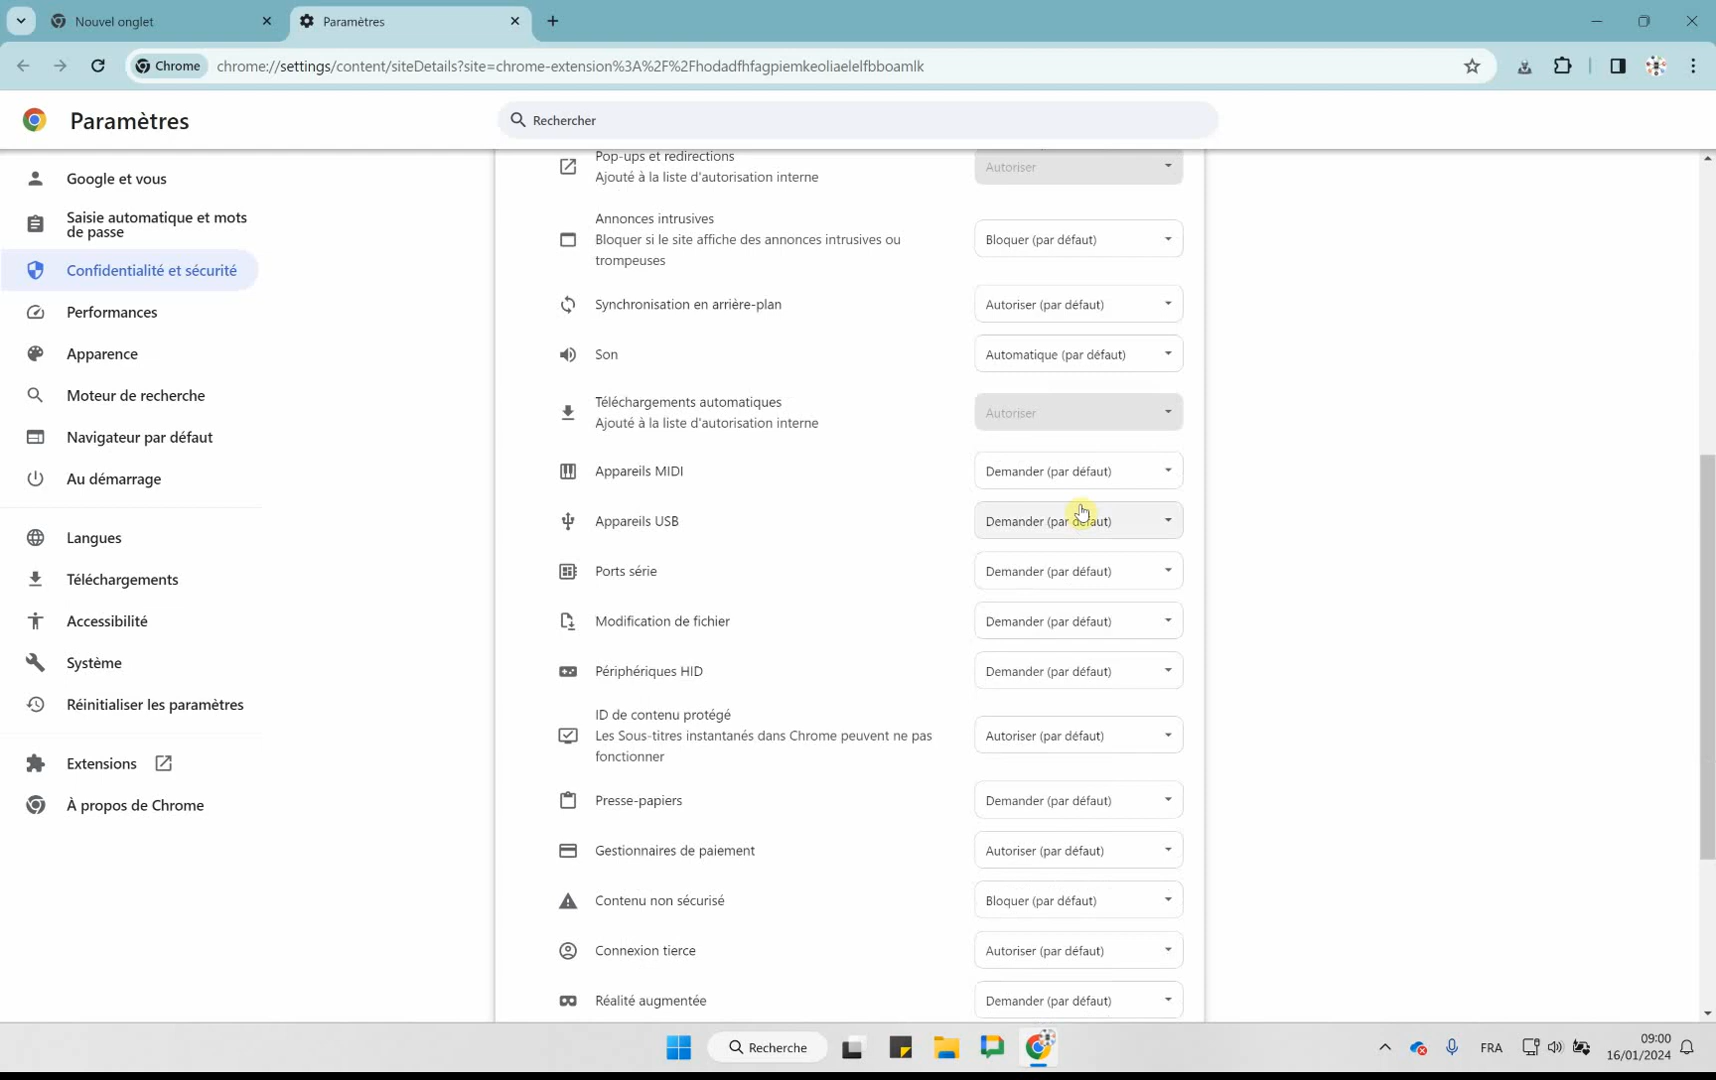 Nouvel onglet
Paramètres
Chrome
chrome://settings/content/siteDetails?site=chrome-extension%3A%2F%2Fhodadfhfagpiemkeoliaelelfbboamlk
Paramètres
Rechercher
Google et vous
Saisie automatique et mots
de passe
Confidentialité et sécurité
Performances
Apparence
Moteur de recherche
Navigateur par défaut
Au démarrage
Langues
Téléchargements
Accessibilité
Système
Réinitialiser les paramètres
Extensions
À propos de Chrome
Pop-ups et redirections
Ajouté à la liste d'autorisation interne
Autoriser
Annonces intrusives
Bloquer si le site affiche des annonces intrusives ou
trompeuses
Bloquer (par défaut)
Synchronisation en arrière-plan
Autoriser (par défaut)
Son
Automatique (par défaut)
Téléchargements automatiques
Ajouté à la liste d'autorisation interne
Autoriser
Appareils MIDI
Demander (par défaut)
Appareils USB
Demander (par défaut)
Ports série
Demander (par défaut)
Modification de fichier
Demander (par défaut)
Périphériques HID
Demander (par défaut)
ID de contenu protégé
Les Sous-titres instantanés dans Chrome peuvent ne pas
fonctionner
Autoriser (par défaut)
Presse-papiers
Demander (par défaut)
Gestionnaires de paiement
Autoriser (par défaut)
Contenu non sécurisé
Bloquer (par défaut)
Connexion tierce
Autoriser (par défaut)
Réalité augmentée
Demander (par défaut)
Recherche
FRA
09:00
16/01/2024